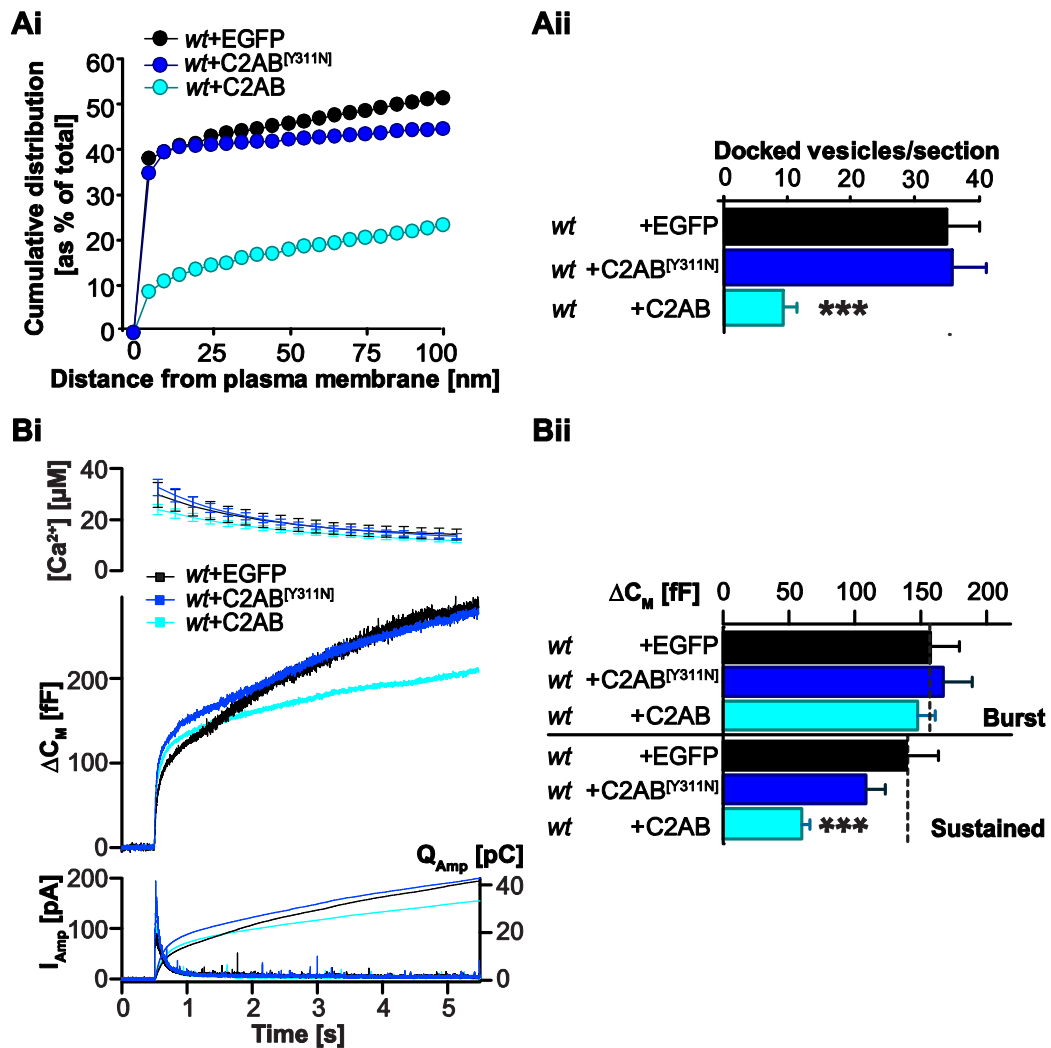 Ai
wt+EGFP
wt+C2AB[Y311N]
wt+C2AB
Cumulative distribution
[as % of total]
60
50
40
30
20
10
0
0 25 50 75 100
Distance from plasma membrane [nm]
Aii
Docked vesicles/section
0 10 20 30 40
wt +EGFP
wt +C2AB[Y311N]
wt +C2AB ***
Bi
[Ca2+] [µM]
40
20
0
wt+EGFP
wt+C2AB[Y311N]
wt+C2AB
ΔCM [fF]
200
100
0
QAmp [pC]
IAmp [pA]
200
100
0
40
20
0
0 1 2 3 4 5
Time [s]
Bii
ΔCM [fF] 0 50 100 150 200
wt +EGFP
wt +C2AB[Y311N]
wt +C2AB Burst
wt +EGFP
wt +C2AB[Y311N]
wt +C2AB *** Sustained